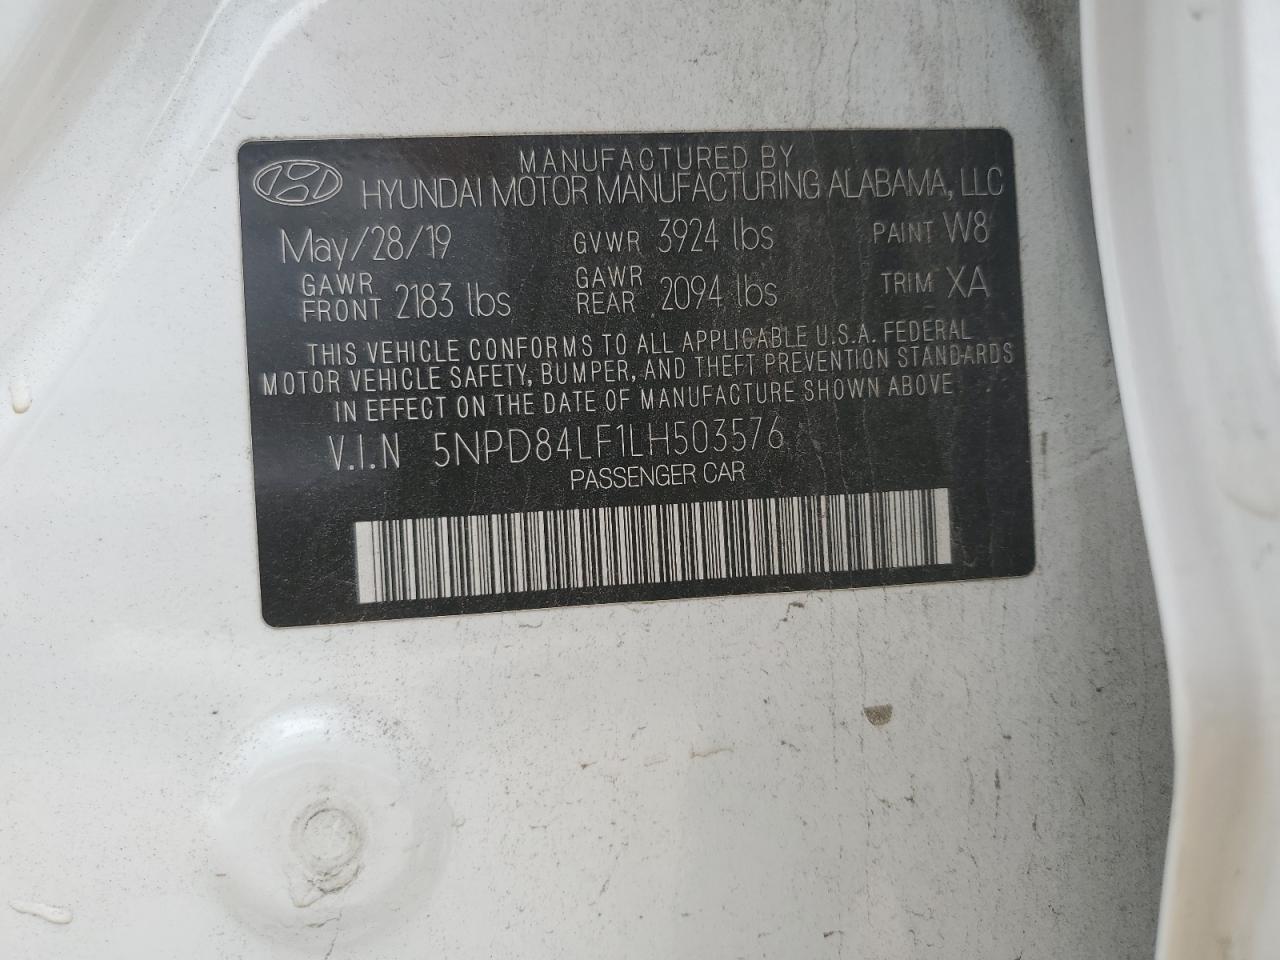 MANUFACTURED BY
HYUNDAI MOTOR MANUFACTURING ALABAMA, LLC
May/28/19 GVWR 3924 lbs PAINT W8
GAWR FRONT 2183 lbs GAWR REAR 2094 lbs TRIM XA
THIS VEHICLE CONFORMS TO ALL APPLICABLE U.S.A. FEDERAL
MOTOR VEHICLE SAFETY, BUMPER, AND THEFT PREVENTION STANDARDS
IN EFFECT ON THE DATE OF MANUFACTURE SHOWN ABOVE
V.I.N 5NPD84LF1LH503576
PASSENGER CAR